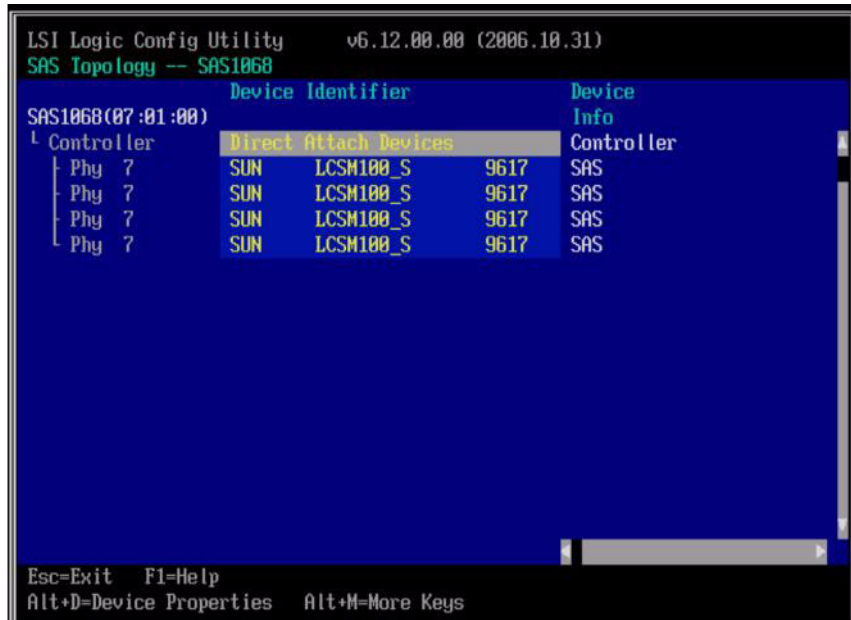 LSI Logic Config Utility v6.12.00.00 (2006.10.31)
SAS Topology -- SAS1068
Device Identifier Device
SAS1068(07:01:00) Info
Controller Direct Attach Devices Controller
Phy 7 SUN LCSM100_S 9617 SAS
Phy 7 SUN LCSM100_S 9617 SAS
Phy 7 SUN LCSM100_S 9617 SAS
Phy 7 SUN LCSM100_S 9617 SAS
Esc=Exit F1=Help
Alt+D=Device Properties Alt+M=More Keys